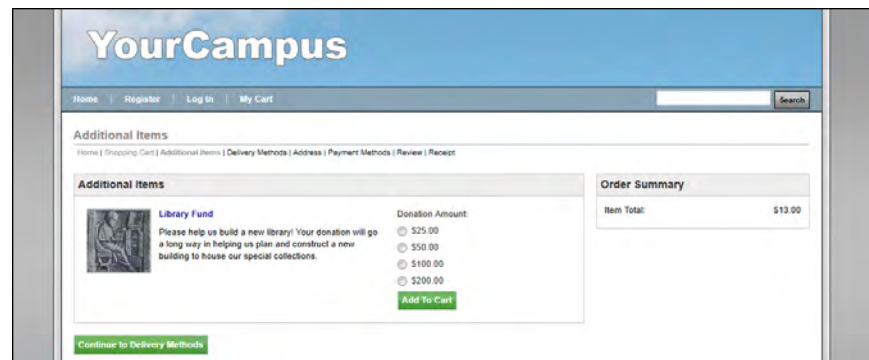 YourCampus
Home | Register | Log In | My Cart
Search
Additional Items
Home | Shopping Cart | Additional Items | Delivery Methods | Address | Payment Methods | Review | Receipt
Additional Items
Library Fund
Please help us build a new library! Your donation will go
a long way in helping us plan and construct a new
building to house our special collections.
Donation Amount:
$25.00
$50.00
$100.00
$200.00
Add To Cart
Order Summary
Item Total: $13.00
Continue to Delivery Methods